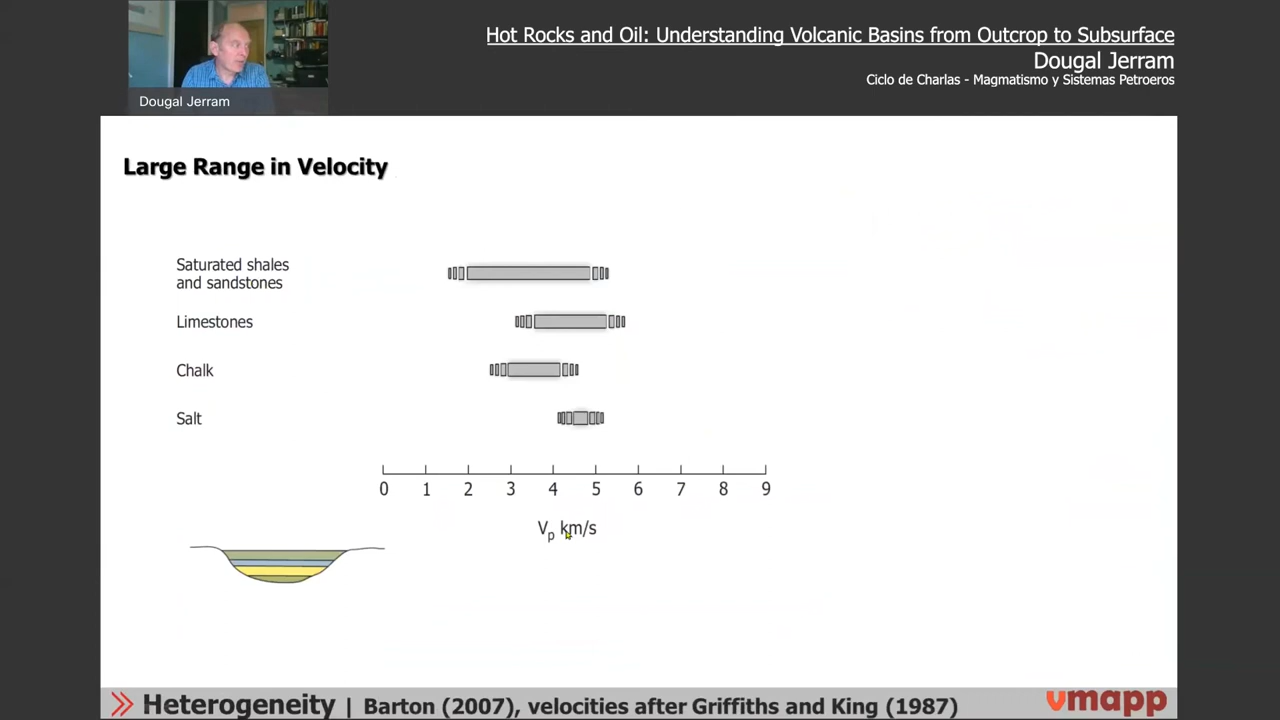 Hot Rocks and Oil: Understanding Volcanic Basins from Outcrop to Subsurface
Dougal Jerram
Ciclo de Charlas - Magmatismo y Sistemas Petroeros
Dougal Jerram
Large Range in Velocity
Saturated shales
and sandstones
Limestones
Chalk
Salt
0 1 2 3 4 5 6 7 8 9
Vp km/s
Heterogeneity | Barton (2007), velocities after Griffiths and King (1987)
vmapp